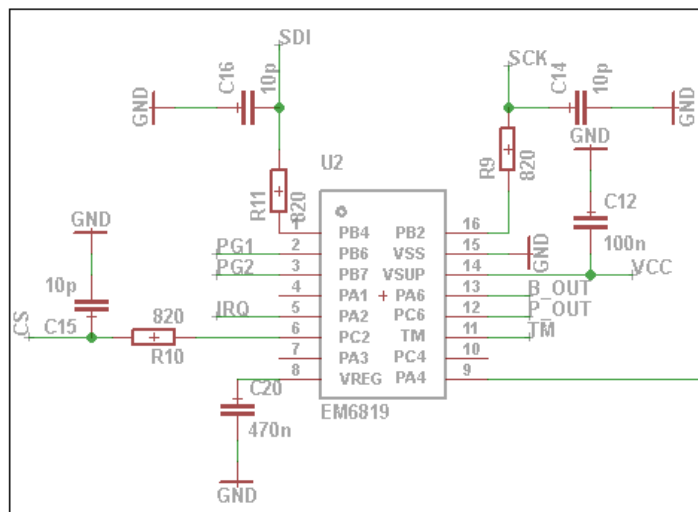 SDI
SCK
C16
10p
C14
10p
GND
GND
GND
U2
R11
820
R9
820
C12
100n
GND
1
PB4
PB2
16
PG1
2
PB6
VSS
15
GND
PG2
3
PB7
VSUP
14
VCC
10p
4
PA1
PA6
13
B_OUT
IRQ
5
PA2
PC6
12
P_OUT
CS
C15
820
R10
6
PC2
TM
11
TM
7
PA3
PC4
10
8
VREG
PA4
9
C20
470n
EM6819
GND